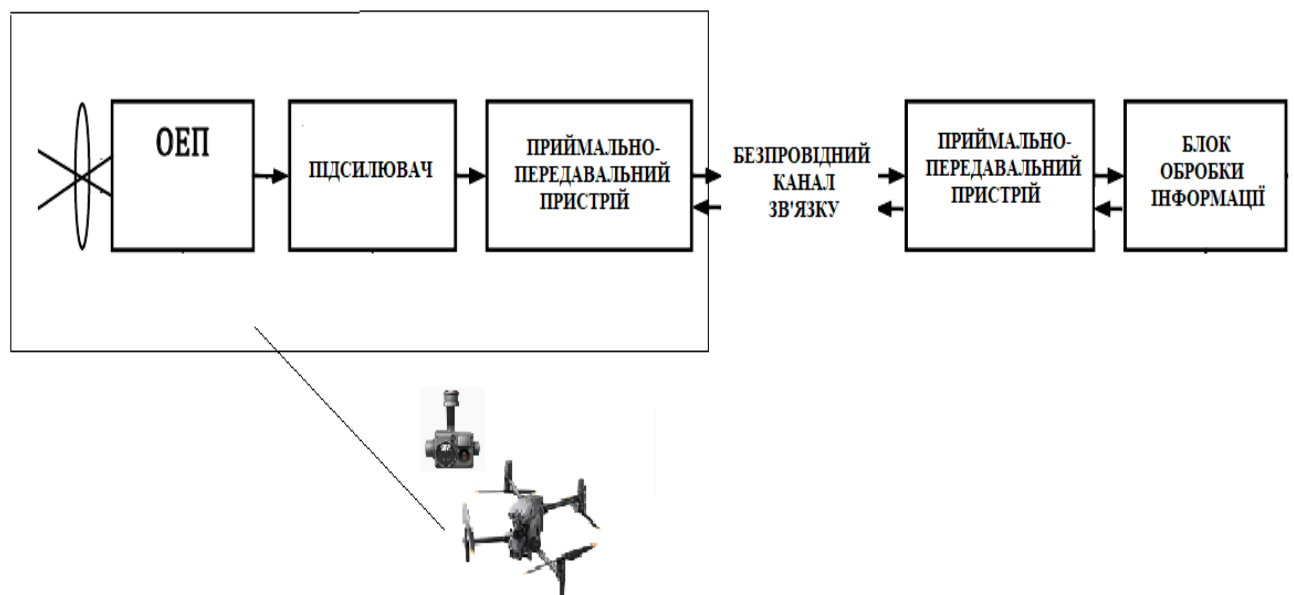 ОЕП
ПІДСИЛЮВАЧ
ПРИЙМАЛЬНО-
ПЕРЕДАВАЛЬНИЙ
ПРИСТРІЙ
БЕЗПРОВІДНИЙ
КАНАЛ
ЗВ'ЯЗКУ
ПРИЙМАЛЬНО-
ПЕРЕДАВАЛЬНИЙ
ПРИСТРІЙ
БЛОК
ОБРОБКИ
ІНФОРМАЦІЇ